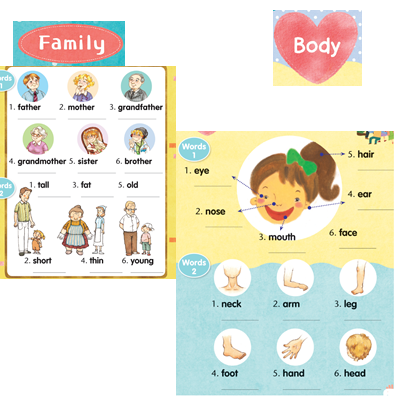 Family
Words
1
1. father 2. mother 3. grandfather
4. grandmother 5. sister 6. brother
Words
2
1. tall 3. fat 5. old
2. short 4. thin 6. young
Body
Words
1
5. hair
1. eye
4. ear
2. nose
3. mouth
6. face
Words
2
1. neck 2. arm 3. leg
4. foot 5. hand 6. head